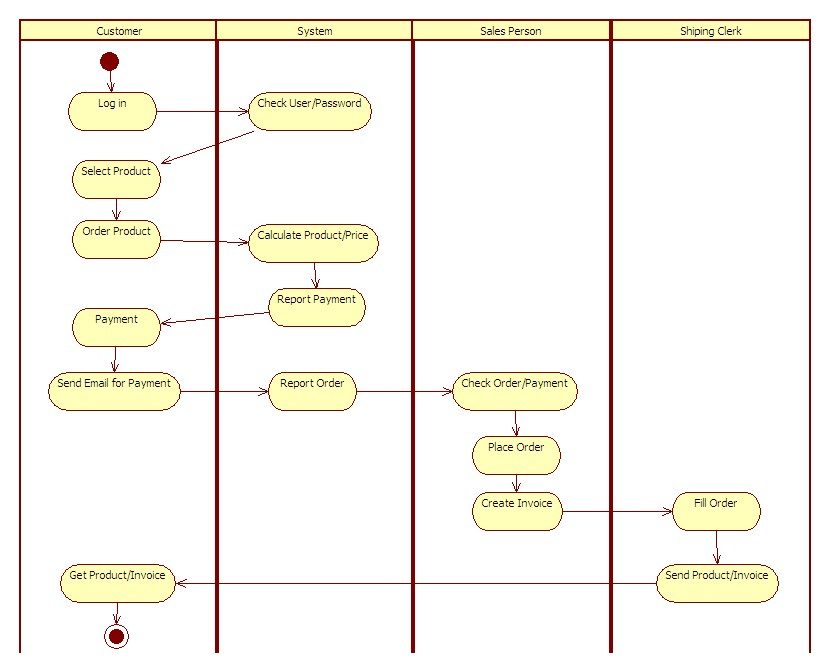 Customer
System
Sales Person
Shiping Clerk
Log in
Check User/Password
Select Product
Order Product
Calculate Product/Price
Report Payment
Payment
Send Email for Payment
Report Order
Check Order/Payment
Place Order
Create Invoice
Fill Order
Get Product/Invoice
Send Product/Invoice